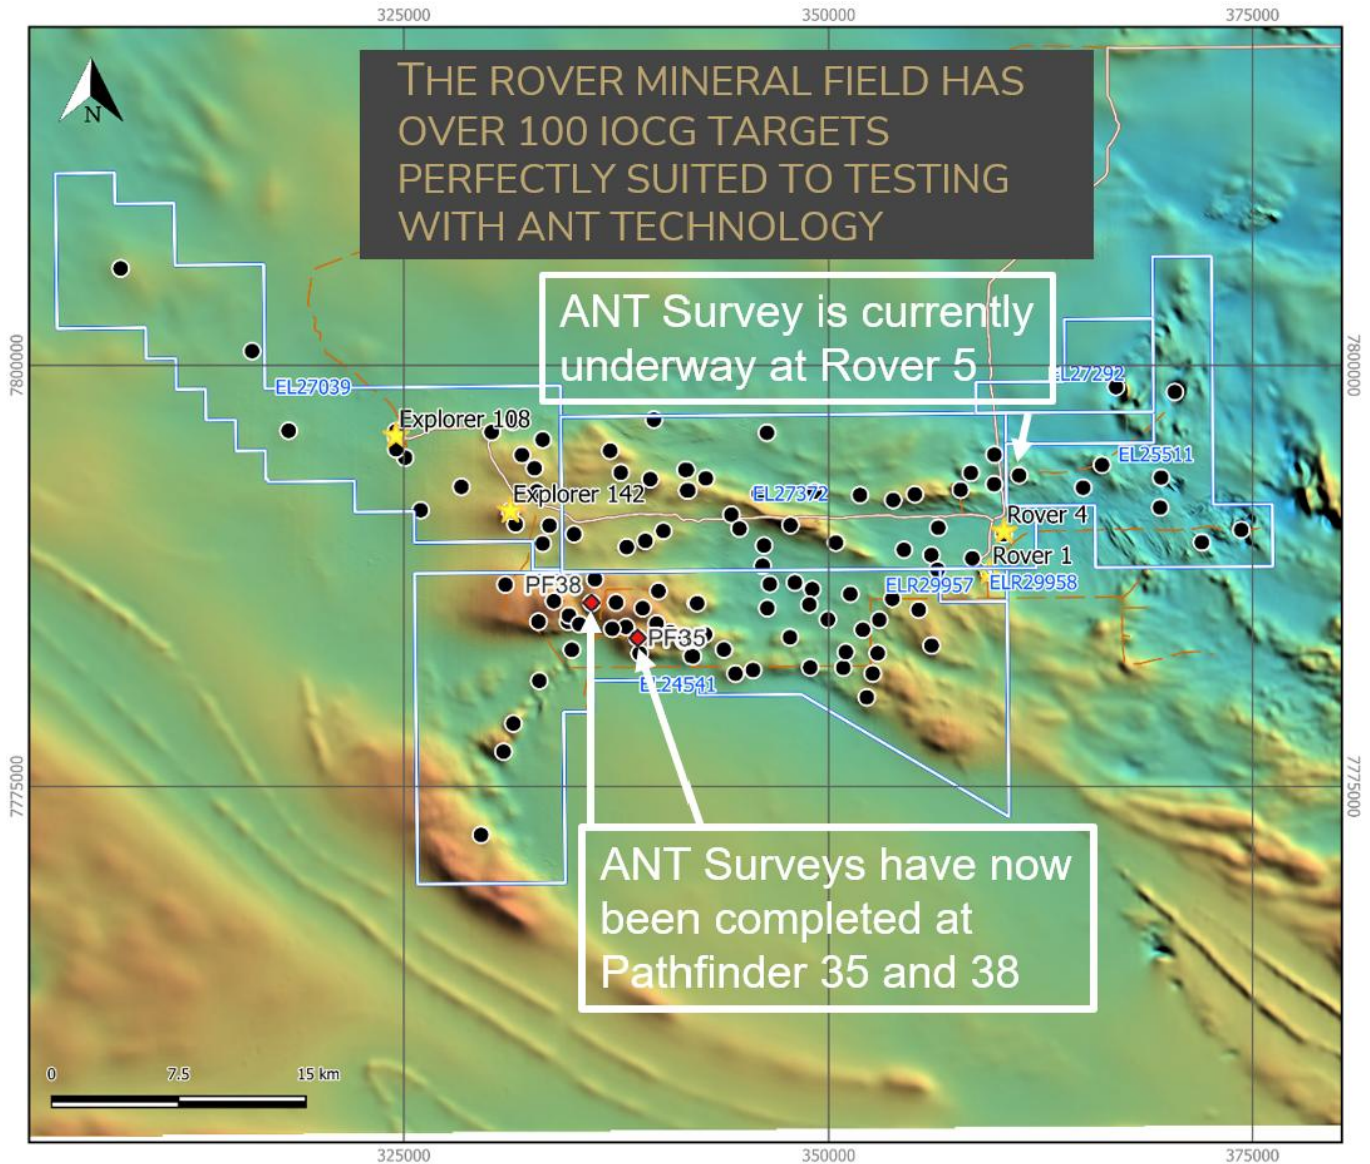 325000
350000
375000
N
THE ROVER MINERAL FIELD HAS
OVER 100 IOCG TARGETS
PERFECTLY SUITED TO TESTING
WITH ANT TECHNOLOGY
ANT Survey is currently
underway at Rover 5
7800000
7800000
EL27292
EL27039
Explorer 108
EL25511
Explorer 142
EL27372
Rover 4
Rover 1
PF38
ELR29957
ELR29958
PF35
EL24541
7775000
7775000
ANT Surveys have now
been completed at
Pathfinder 35 and 38
0
7.5
15 km
325000
350000
375000